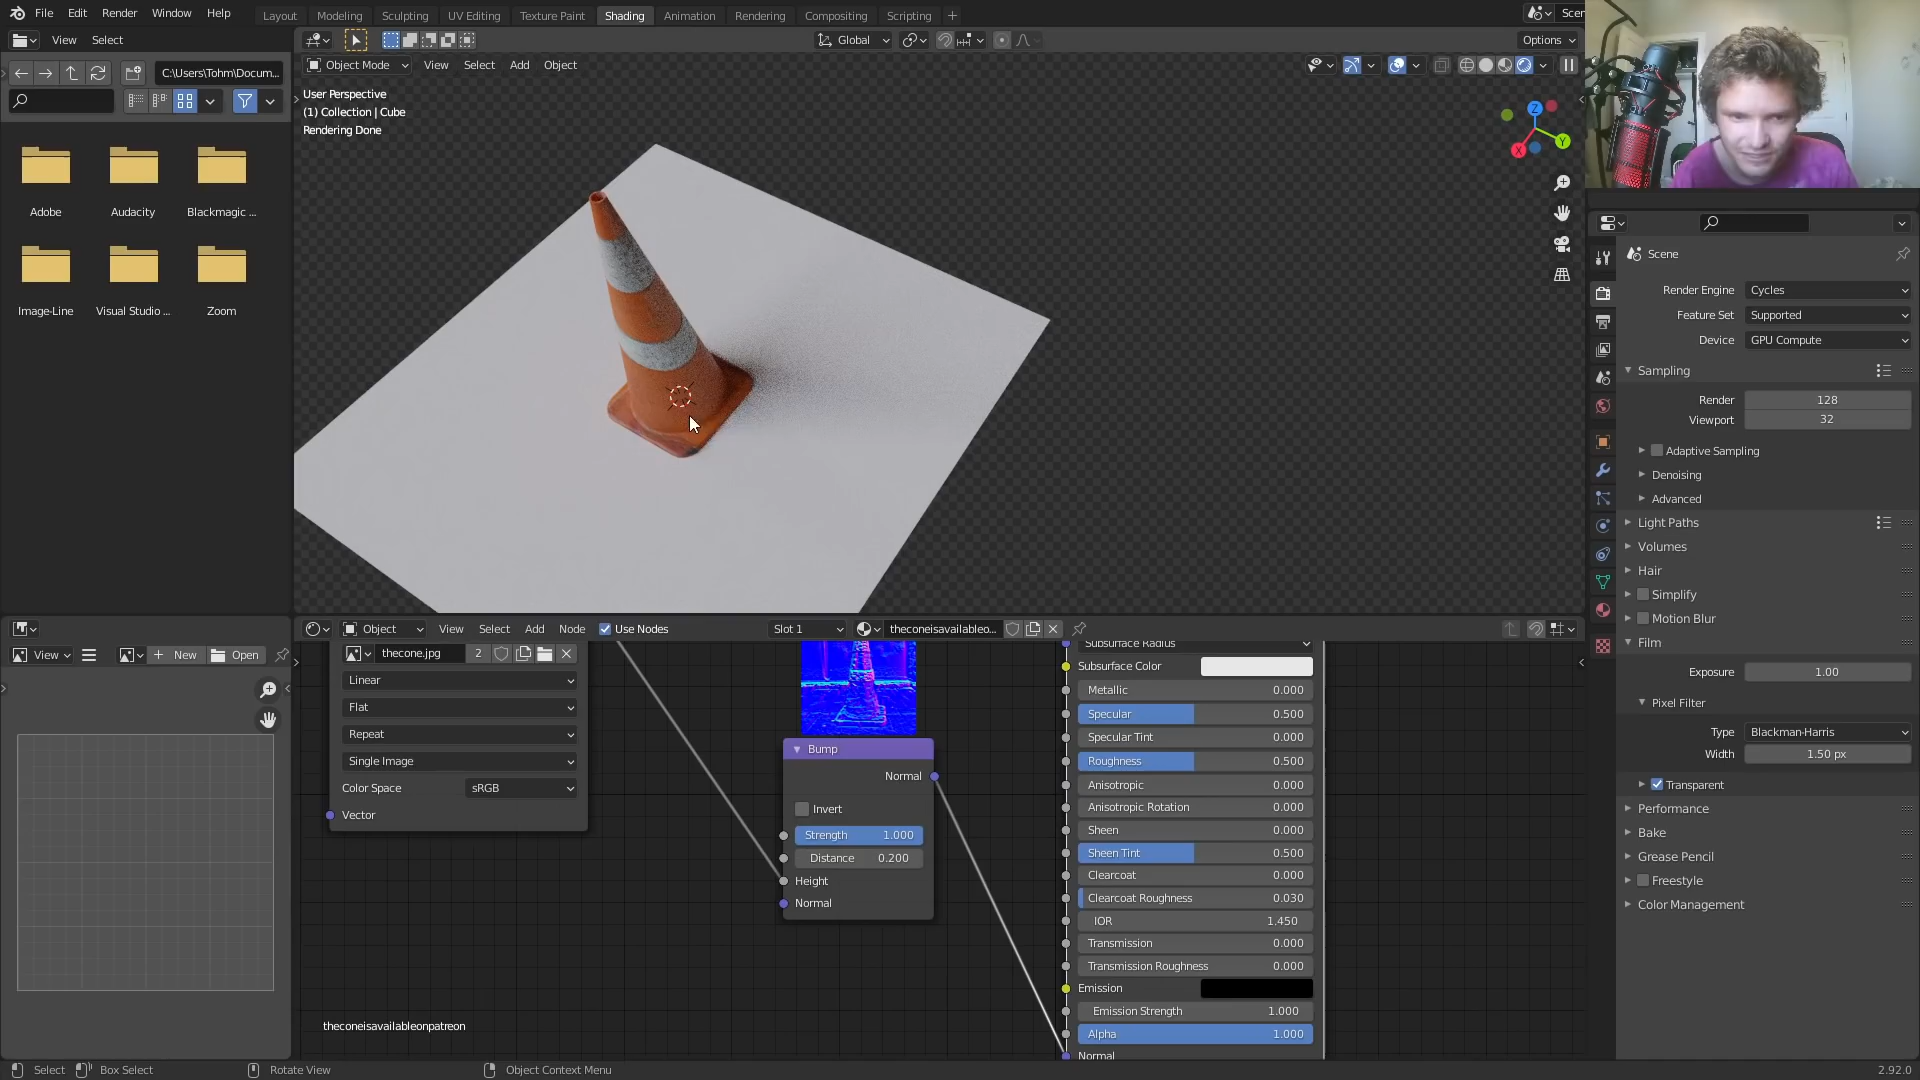 File Edit Render Window Help
Layout Modeling Sculpting UV Editing Texture Paint Shading Animation Rendering Compositing Scripting +
Scen
View Select
Global
Options
C:\Users\Tohm\Docum...
Object Mode View Select Add Object
User Perspective
(1) Collection | Cube
Rendering Done
Z
Y
X
Adobe Audacity Blackmagic ...
Image-Line Visual Studio ... Zoom
Scene
Render Engine Cycles
Feature Set Supported
Device GPU Compute
Sampling
Render 128
Viewport 32
Adaptive Sampling
Denoising
Advanced
Light Paths
Volumes
Hair
Simplify
Motion Blur
Film
Exposure 1.00
Pixel Filter
Type Blackman-Harris
Width 1.50 px
Transparent
Performance
Bake
Grease Pencil
Freestyle
Color Management
View New Open
Object View Select Add Node Use Nodes Slot 1 theconeisavailableo...
thecone.jpg 2
Linear
Flat
Repeat
Single Image
Color Space sRGB
Vector
Bump
Normal
Invert
Strength 1.000
Distance 0.200
Height
Normal
Subsurface Radius
Subsurface Color
Metallic 0.000
Specular 0.500
Specular Tint 0.000
Roughness 0.500
Anisotropic 0.000
Anisotropic Rotation 0.000
Sheen 0.000
Sheen Tint 0.500
Clearcoat 0.000
Clearcoat Roughness 0.030
IOR 1.450
Transmission 0.000
Transmission Roughness 0.000
Emission
Emission Strength 1.000
Alpha 1.000
Normal
theconeisavailableonpatreon
Select Box Select Rotate View Object Context Menu 2.92.0